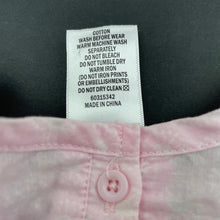 COTTON
WASH BEFORE WEAR
WARM MACHINE WASH
SEPARATELY
DO NOT BLEACH
DO NOT TUMBLE DRY
WARM IRON
(DO NOT IRON PRINTS
OR EMBELLISHMENTS)
DO NOT DRY CLEAN
60315342
MADE IN CHINA